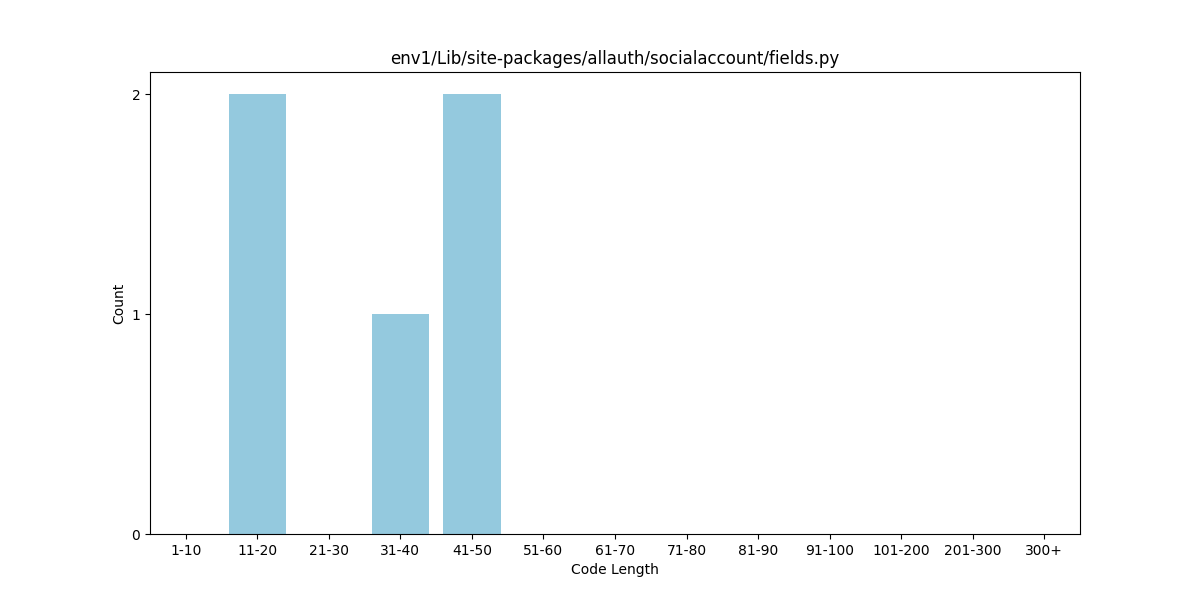 env1/Lib/site-packages/allauth/socialaccount/fields.py
Count
2
1
0
1-10 11-20 21-30 31-40 41-50 51-60 61-70 71-80 81-90 91-100 101-200 201-300 300+
Code Length